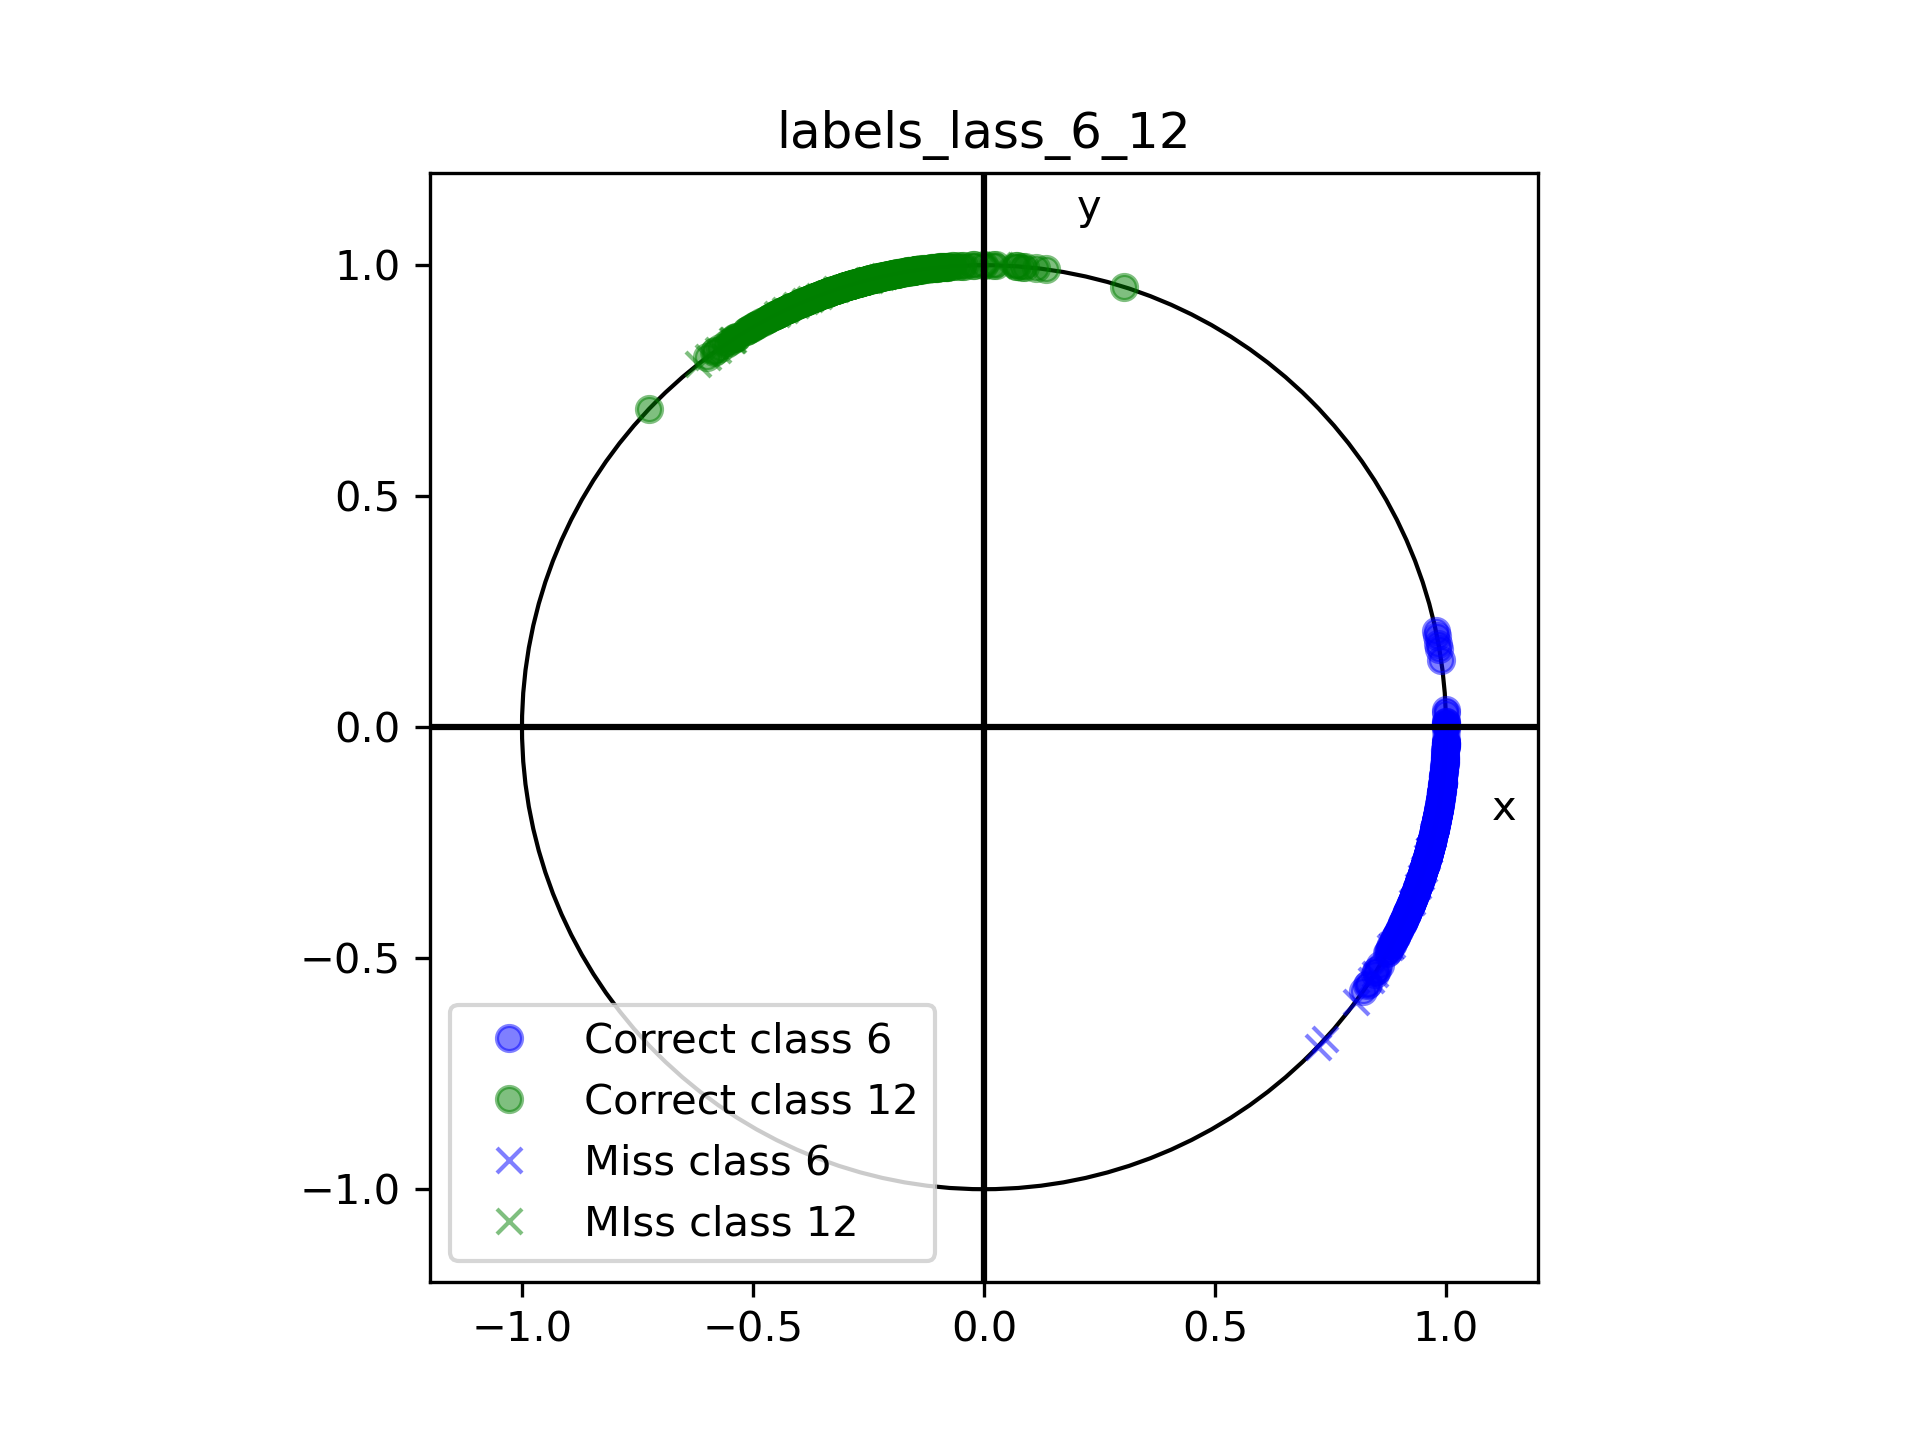 labels_lass_6_12
y
x
1.0
0.5
0.0
−0.5
−1.0
−1.0 −0.5 0.0 0.5 1.0
Correct class 6
Correct class 12
Miss class 6
MIss class 12